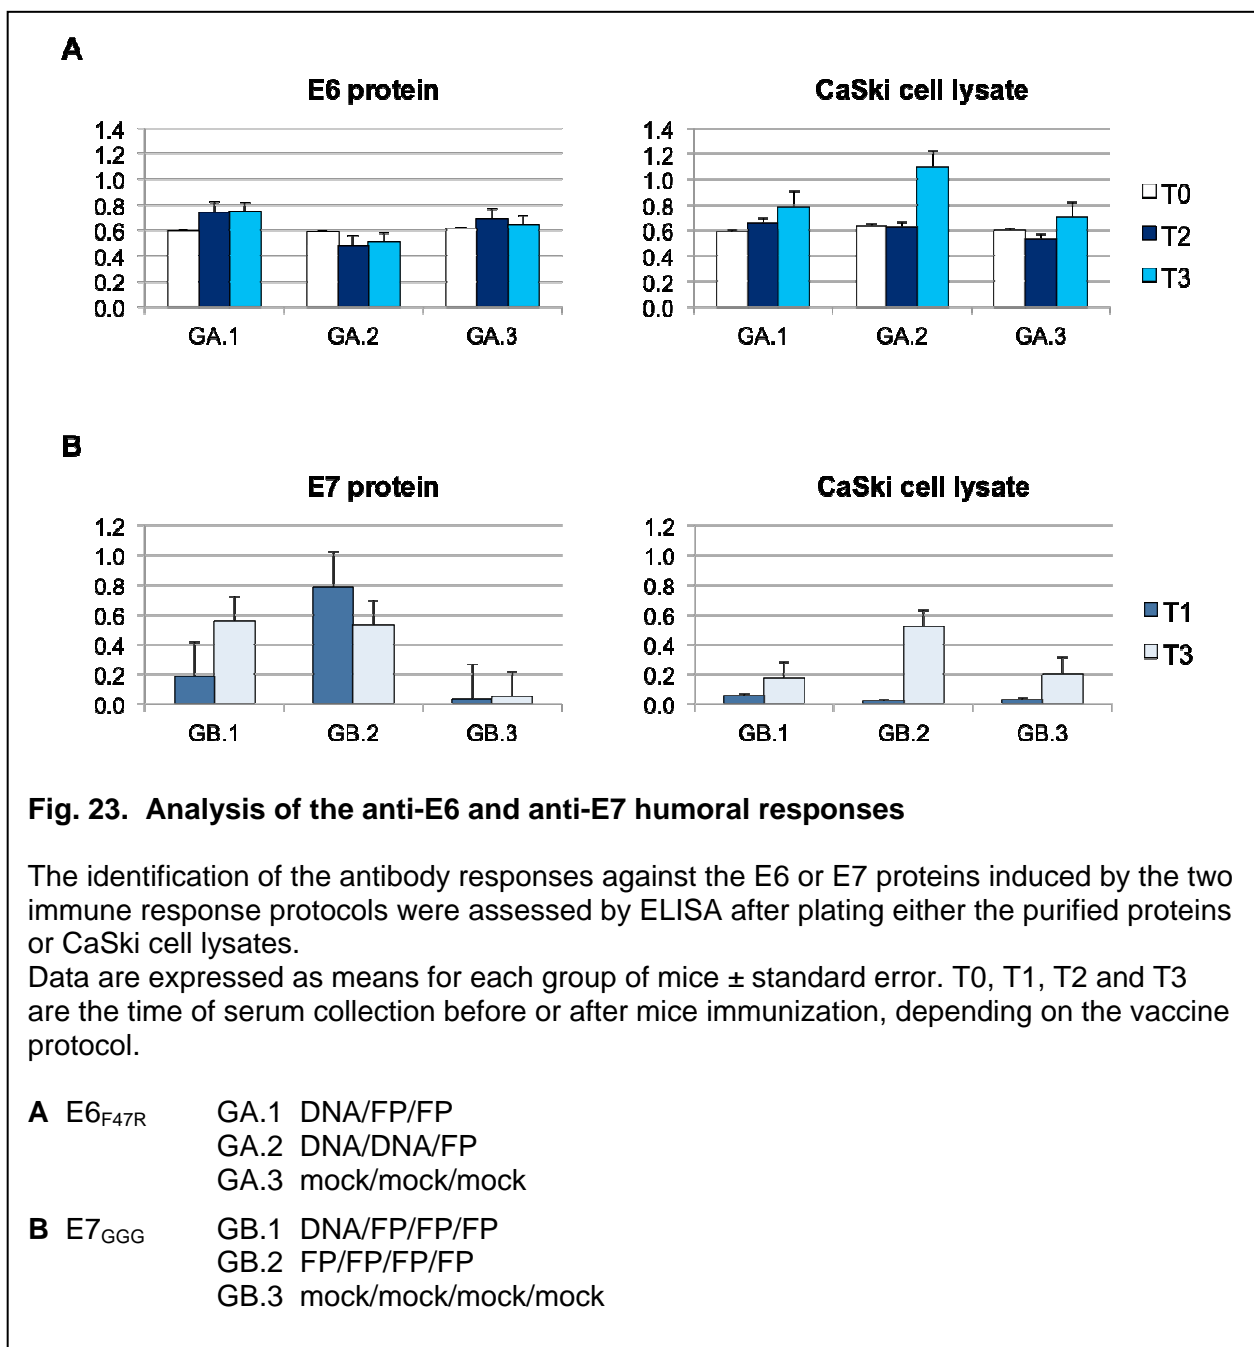 A
E6 protein
1.4
1.2
1.0
0.8
0.6
0.4
0.2
0.0
GA.1 GA.2 GA.3
CaSki cell lysate
1.4
1.2
1.0
0.8
0.6
0.4
0.2
0.0
GA.1 GA.2 GA.3
T0
T2
T3
B
E7 protein
1.2
1.0
0.8
0.6
0.4
0.2
0.0
GB.1 GB.2 GB.3
CaSki cell lysate
1.2
1.0
0.8
0.6
0.4
0.2
0.0
GB.1 GB.2 GB.3
T1
T3
Fig. 23. Analysis of the anti-E6 and anti-E7 humoral responses
The identification of the antibody responses against the E6 or E7 proteins induced by the two
immune response protocols were assessed by ELISA after plating either the purified proteins
or CaSki cell lysates.
Data are expressed as means for each group of mice ± standard error. T0, T1, T2 and T3
are the time of serum collection before or after mice immunization, depending on the vaccine
protocol.
A E6F47R GA.1 DNA/FP/FP
GA.2 DNA/DNA/FP
GA.3 mock/mock/mock
B E7GGG GB.1 DNA/FP/FP/FP
GB.2 FP/FP/FP/FP
GB.3 mock/mock/mock/mock